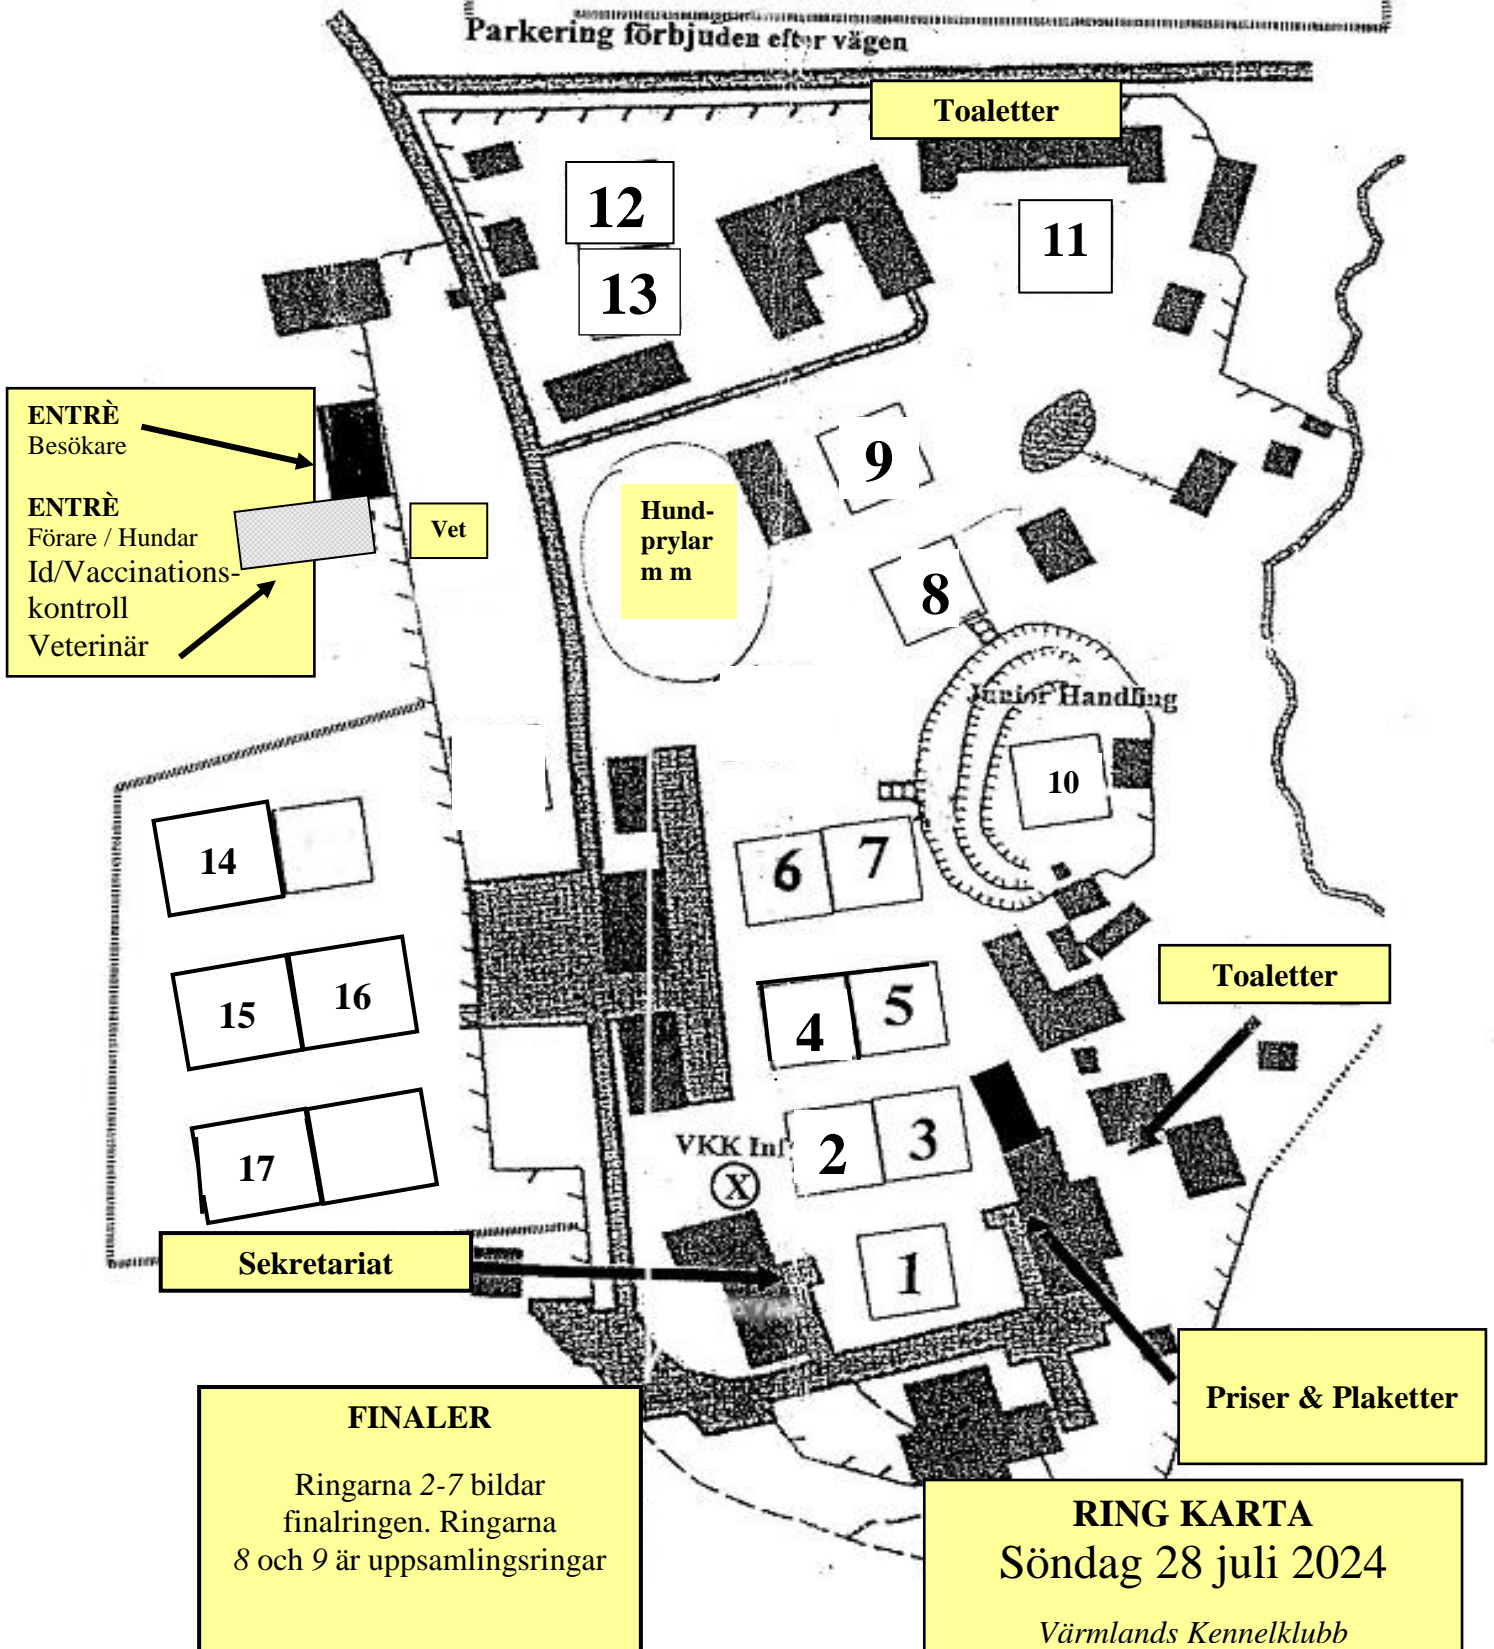 Parkering förbjuden efter vägen
Toaletter
12
11
13
ENTRÈ
Besökare
9
ENTRÈ
Förare / Hundar
Id/Vaccinations-
kontroll
Veterinär
Vet
Hund-
prylar
m m
8
Junior Handling
10
14
6
7
15
16
4
5
Toaletter
17
VKK Inf
X
2
3
Sekretariat
1
Priser & Plaketter
FINALER
Ringarna 2-7 bildar
finalringen. Ringarna
8 och 9 är uppsamlingsringar
RING KARTA
Söndag 28 juli 2024
Värmlands Kennelklubb